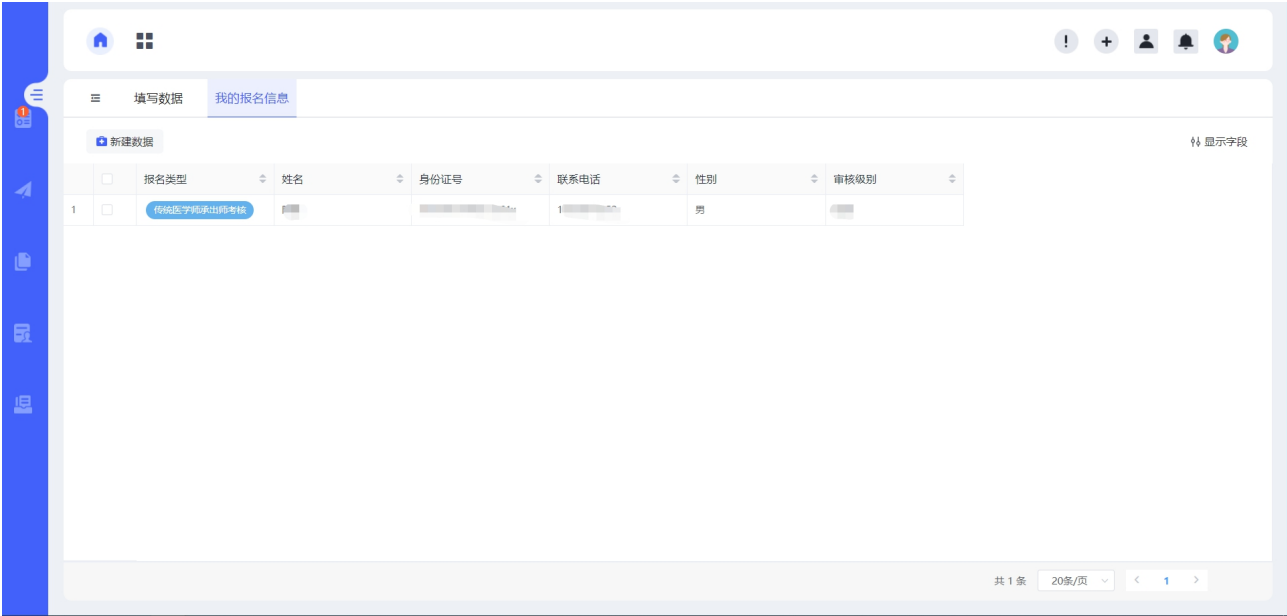 1
填写数据 我的报名信息
新建数据 显示字段
报名类型 姓名 身份证号 联系电话 性别 审核级别
1 传统医学师承出师考核 1 男
共 1 条 20条/页 1